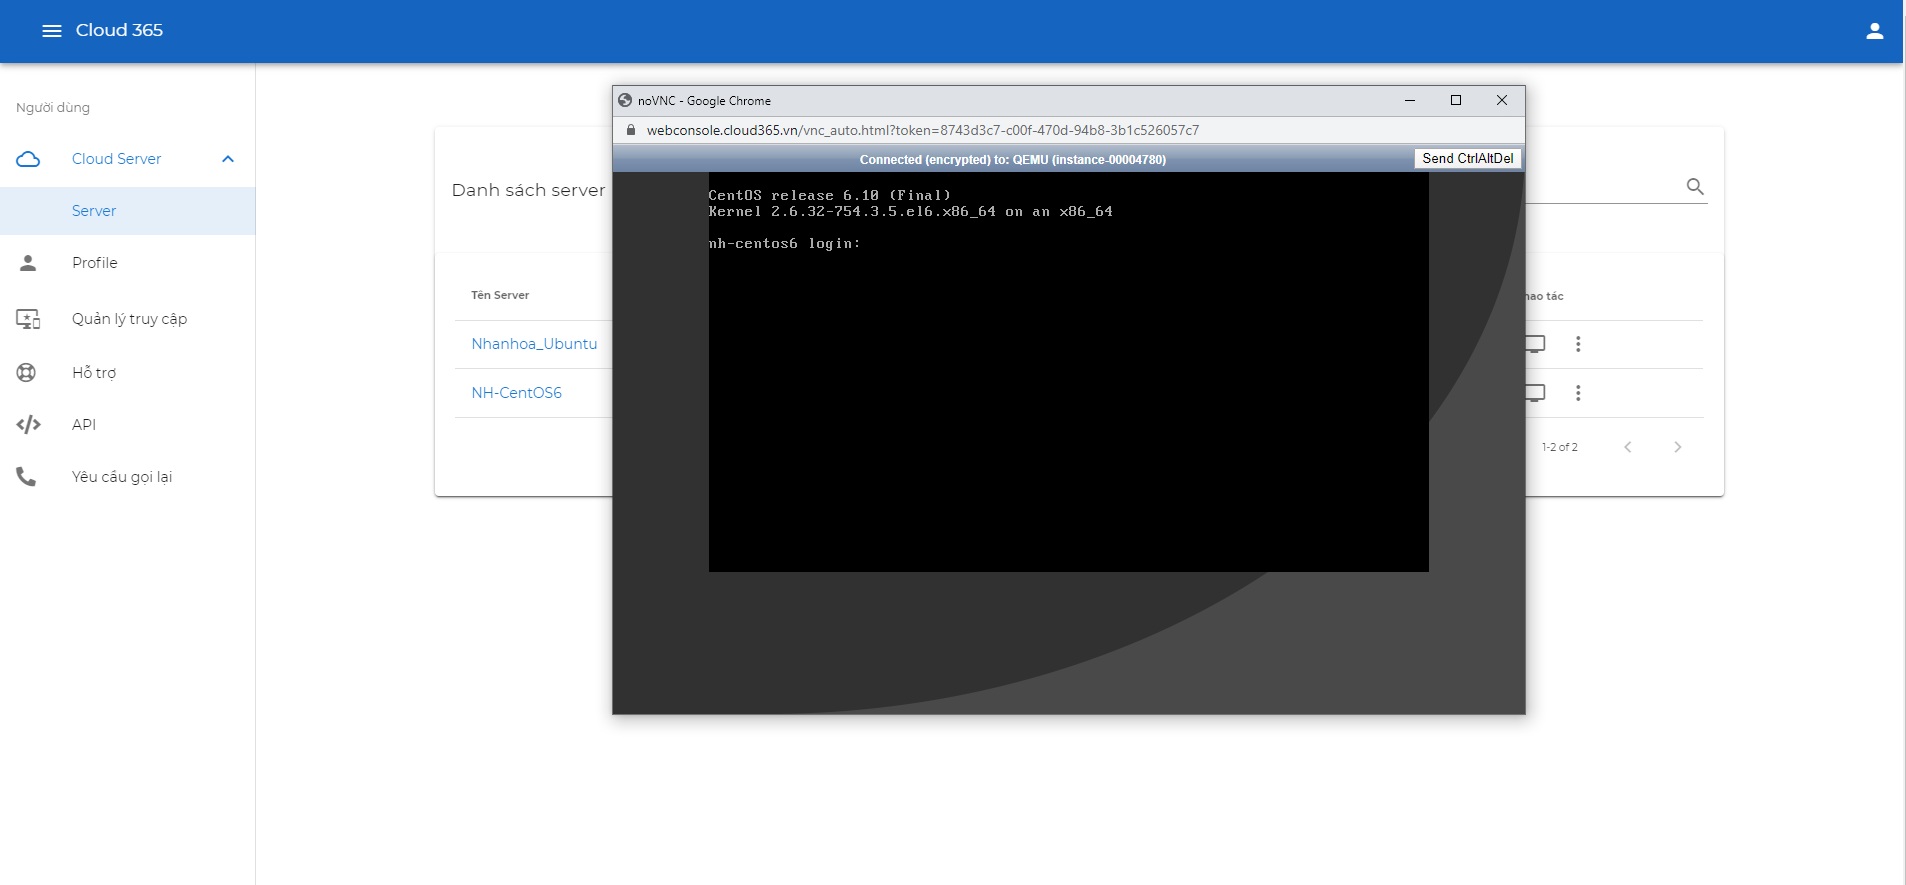 Cloud 365
Người dùng
Cloud Server
Server
Profile
Quản lý truy cập
Hỗ trợ
API
Yêu cầu gọi lại
Danh sách server
Tên Server
Nhanhoa_Ubuntu
NH-CentOS6
noVNC - Google Chrome
webconsole.cloud365.vn/vnc_auto.html?token=8743d3c7-c00f-470d-94b8-3b1c526057c7
Connected (encrypted) to: QEMU (instance-00004780)
Send CtrlAltDel
CentOS release 6.10 (Final)
Kernel 2.6.32-754.3.5.el6.x86_64 on an x86_64
nh-centos6 login:
hao tác
1-2 of 2